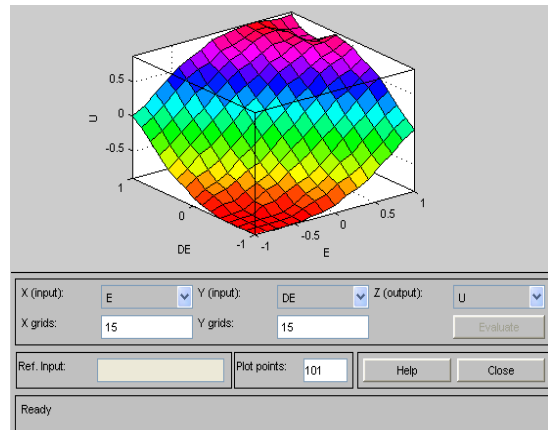 0.5
0
-0.5
U
1
0
-1
DE
-1
-0.5
0
0.5
1
E
X (input): E Y (input): DE Z (output): U
X grids: 15 Y grids: 15 Evaluate
Ref. Input: Plot points: 101 Help Close
Ready